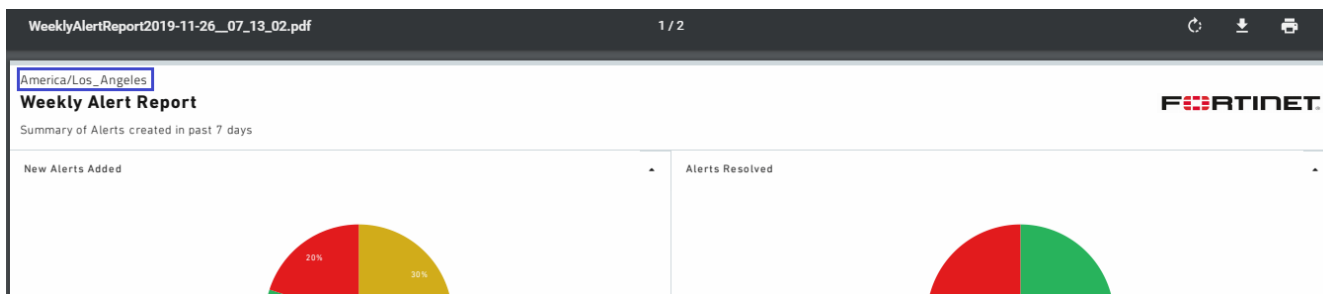 WeeklyAlertReport2019-11-26__07_13_02.pdf 1 / 2
America/Los_Angeles
Weekly Alert Report
FORTINET
Summary of Alerts created in past 7 days
New Alerts Added
Alerts Resolved
20%
30%